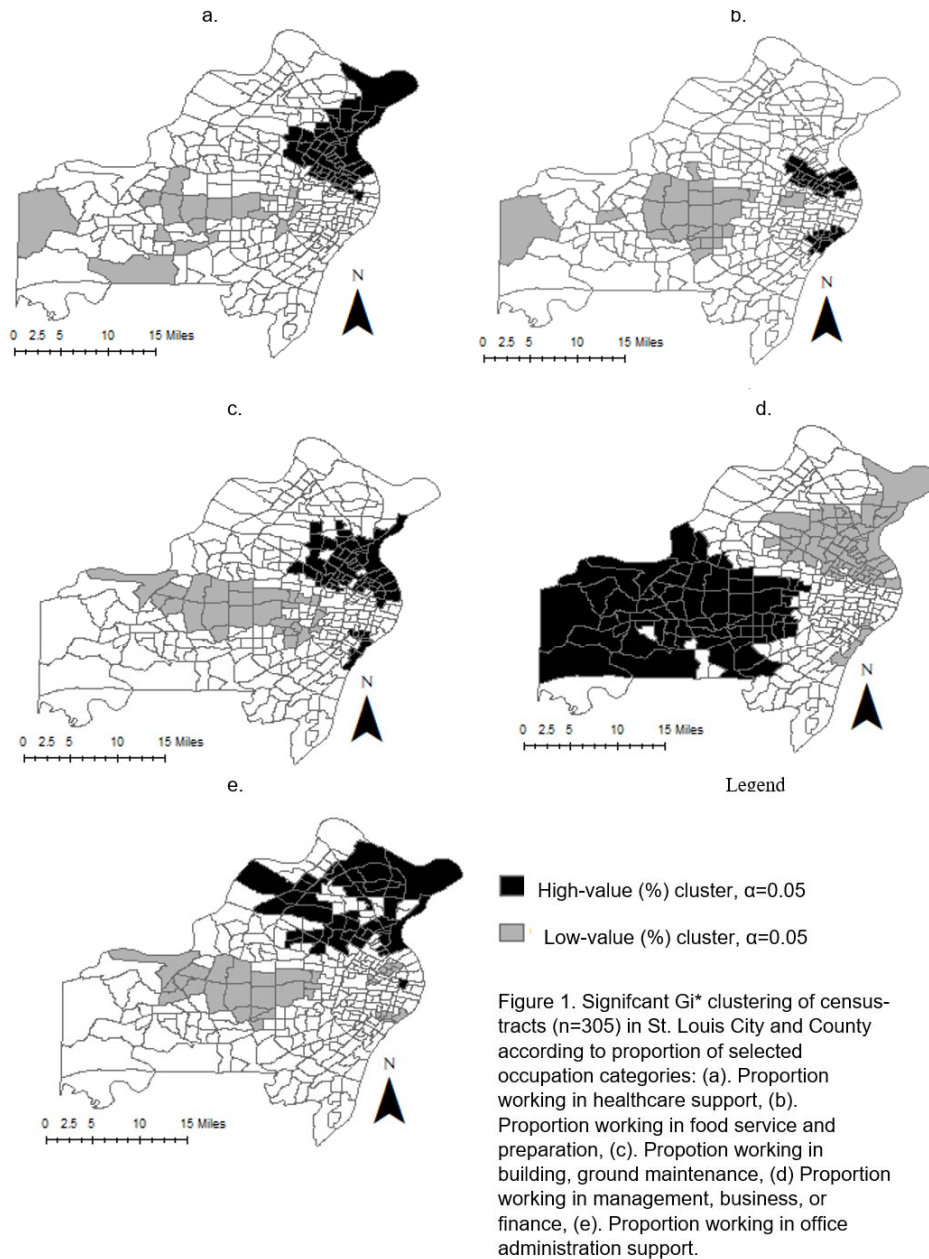 a.
b.
N
0 2.5 5 10 15 Miles
N
0 2.5 5 10 15 Miles
c.
d.
N
0 2.5 5 10 15 Miles
N
0 2.5 5 10 15 Miles
e.
Legend
N
0 2.5 5 10 15 Miles
High-value (%) cluster, α=0.05
Low-value (%) cluster, α=0.05
Figure 1. Signifcant Gi* clustering of census-
tracts (n=305) in St. Louis City and County
according to proportion of selected
occupation categories: (a). Proportion
working in healthcare support, (b).
Proportion working in food service and
preparation, (c). Propotion working in
building, ground maintenance, (d) Proportion
working in management, business, or
finance, (e). Proportion working in office
administration support.